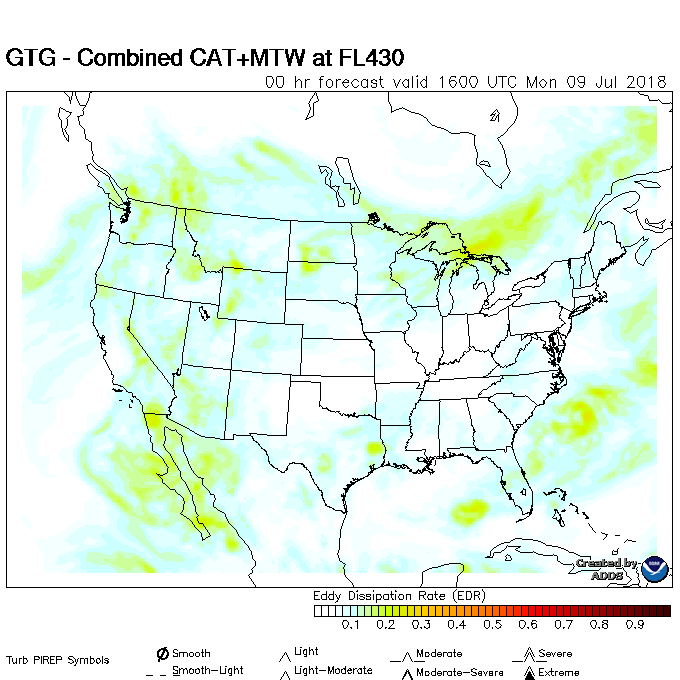 GTG - Combined CAT+MTW at FL430
00 hr forecast valid 1600 UTC Mon 09 Jul 2018
Created by
ADDS
Eddy Dissipation Rate (EDR)
0.1 0.2 0.3 0.4 0.5 0.6 0.7 0.8 0.9
Turb PIREP Symbols
Smooth
Light
Moderate
Severe
Smooth-Light
Light-Moderate
Moderate-Severe
Extreme